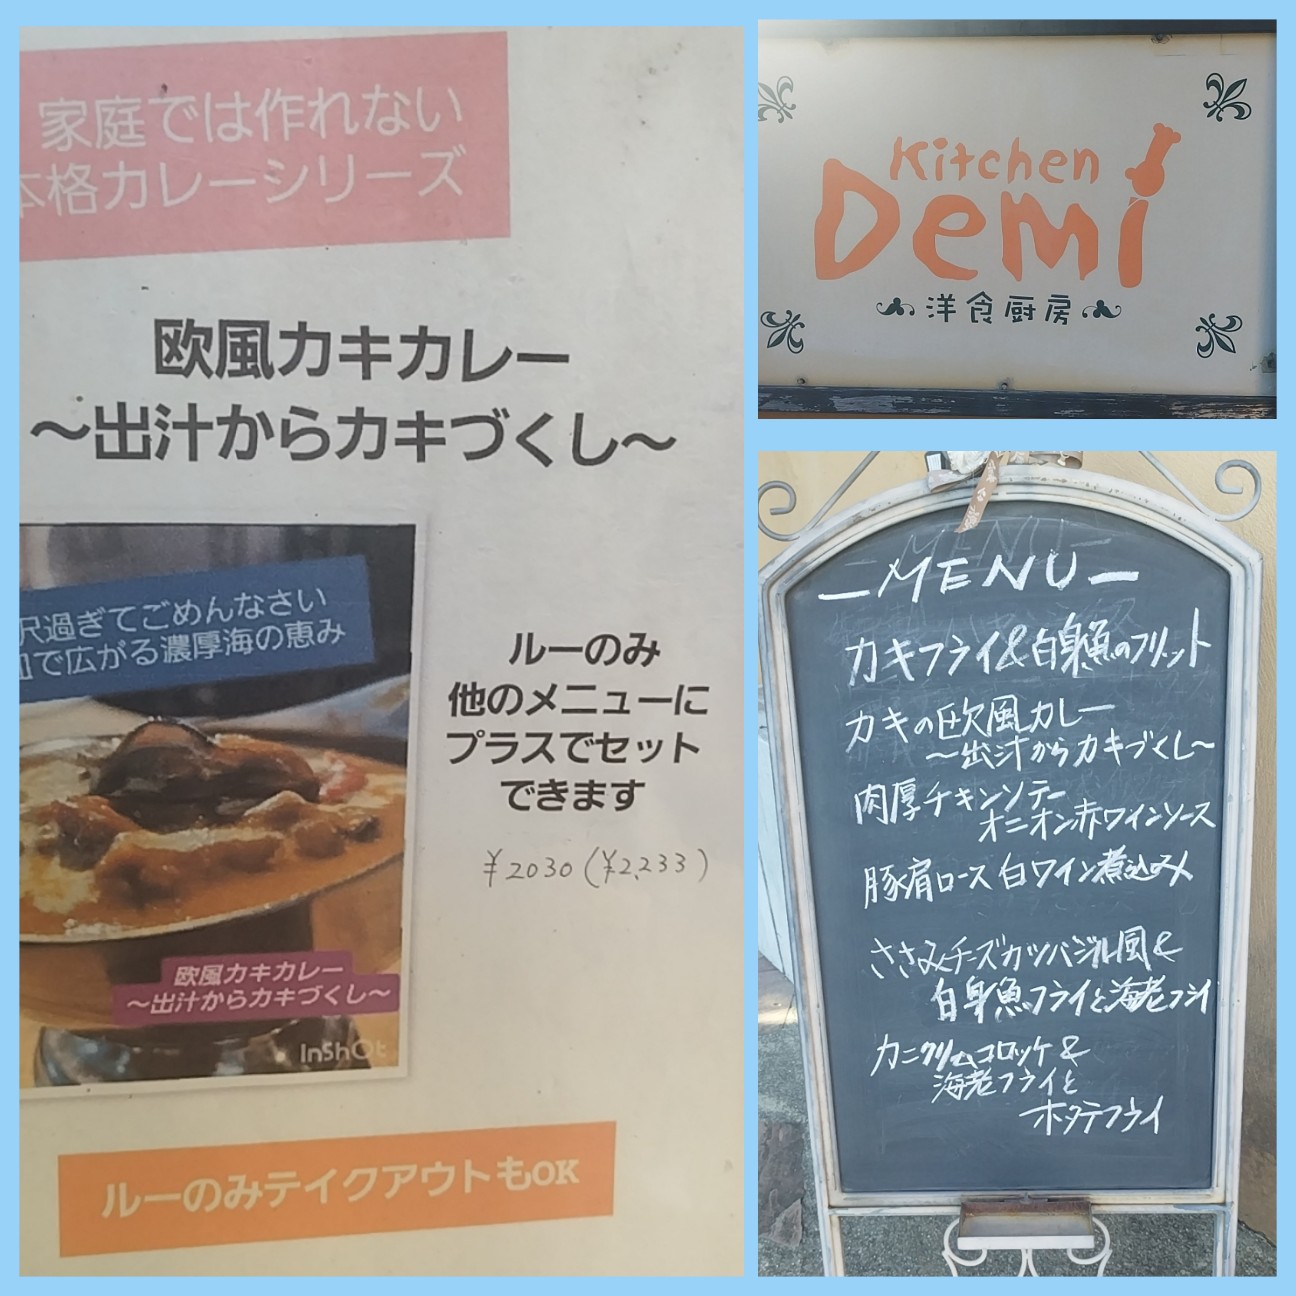 家庭では作れない
本格カレーシリーズ
欧風カキカレー
〜出汁からカキづくし〜
沢過ぎてごめんなさい
で広がる濃厚海の恵み
ルーのみ
他のメニューに
プラスでセット
できます
¥2030(¥2,233)
欧風カキカレー
〜出汁からカキづくし〜
InShOt
ルーのみテイクアウトもOK
Kitchen
Demi
洋食厨房
-MENU-
カキフライ&白身魚のフリット
カキの欧風カレー
〜出汁からカキづくし〜
肉厚チキンソテー
オニオン赤ワインソース
豚肩ロース白ワイン煮込み
ささみチーズカツバジル風&
白身魚フライと海老フライ
カニクリームコロッケ&
海老フライと
ホタテフライ